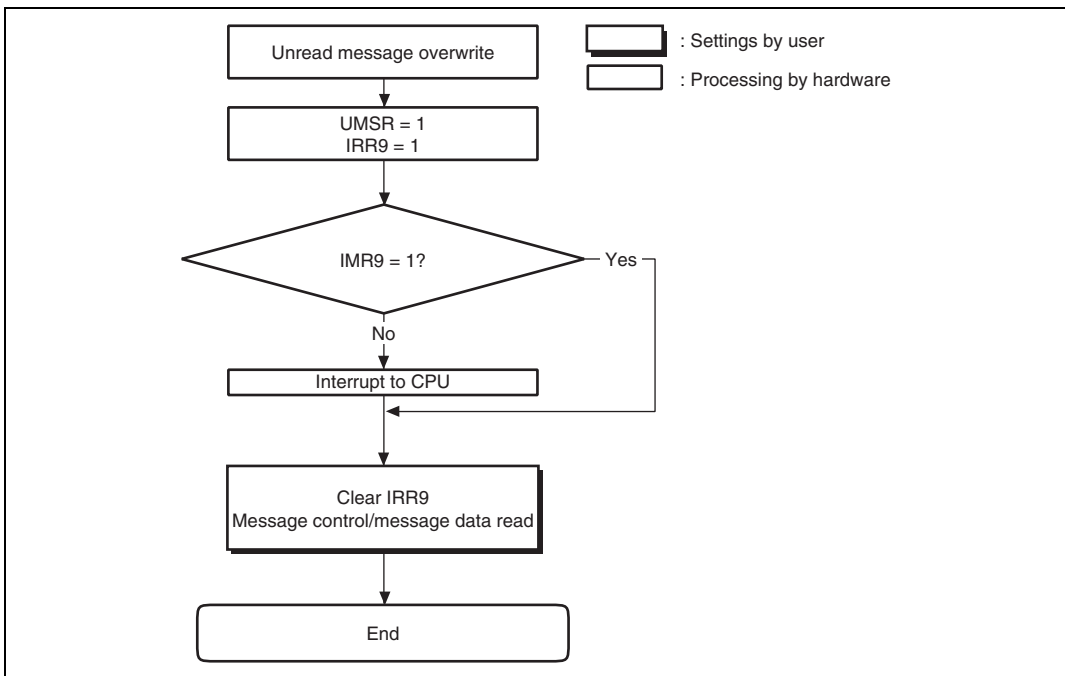 Unread message overwrite
: Settings by user
: Processing by hardware
UMSR = 1
IRR9 = 1
IMR9 = 1?
Yes
No
Interrupt to CPU
Clear IRR9
Message control/message data read
End